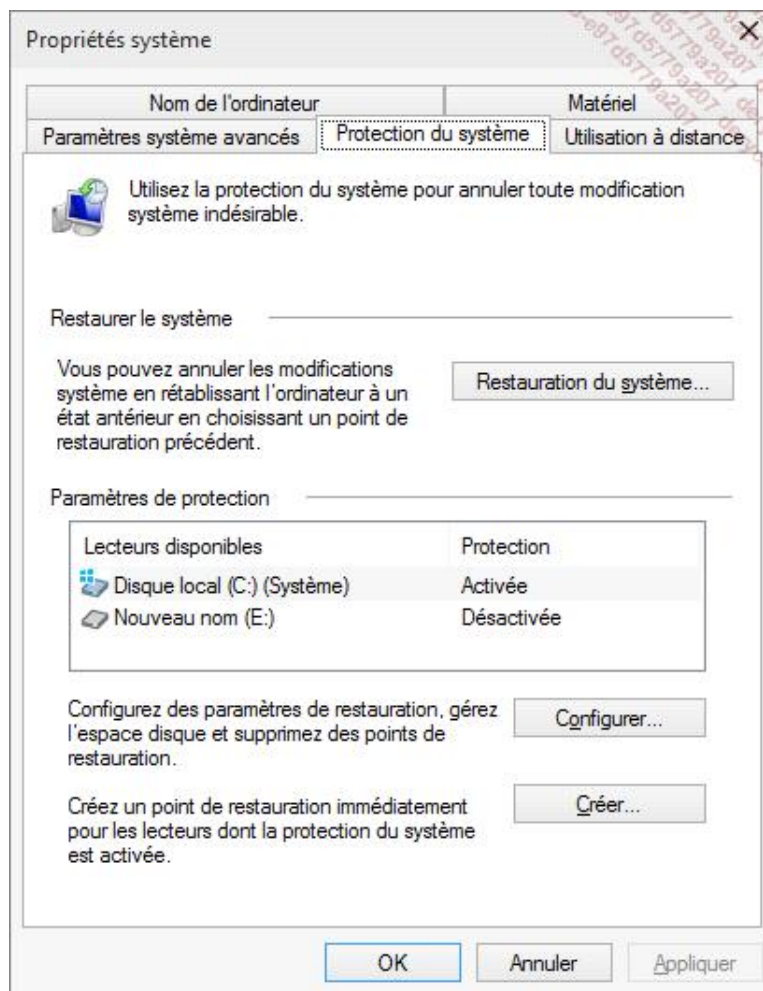 Propriétés système
Nom de l'ordinateur
Matériel
Paramètres système avancés
Protection du système
Utilisation à distance
Utilisez la protection du système pour annuler toute modification
système indésirable.
Restaurer le système
Vous pouvez annuler les modifications
système en rétablissant l'ordinateur à un
état antérieur en choisissant un point de
restauration précédent.
Restauration du système...
Paramètres de protection
Lecteurs disponibles
Protection
Disque local (C:) (Système)
Activée
Nouveau nom (E:)
Désactivée
Configurez des paramètres de restauration, gérez
l'espace disque et supprimez des points de
restauration.
Configurer...
Créez un point de restauration immédiatement
pour les lecteurs dont la protection du système
est activée.
Créer...
OK
Annuler
Appliquer